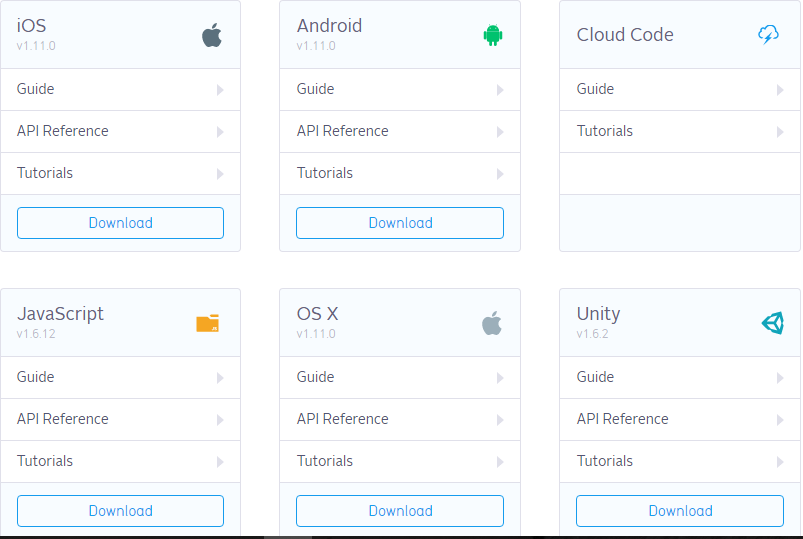 iOS
v1.11.0
Guide
API Reference
Tutorials
Download
Android
v1.11.0
Guide
API Reference
Tutorials
Download
Cloud Code
Guide
Tutorials
JavaScript
v1.6.12
Guide
API Reference
Tutorials
Download
OS X
v1.11.0
Guide
API Reference
Tutorials
Download
Unity
v1.6.2
Guide
API Reference
Tutorials
Download